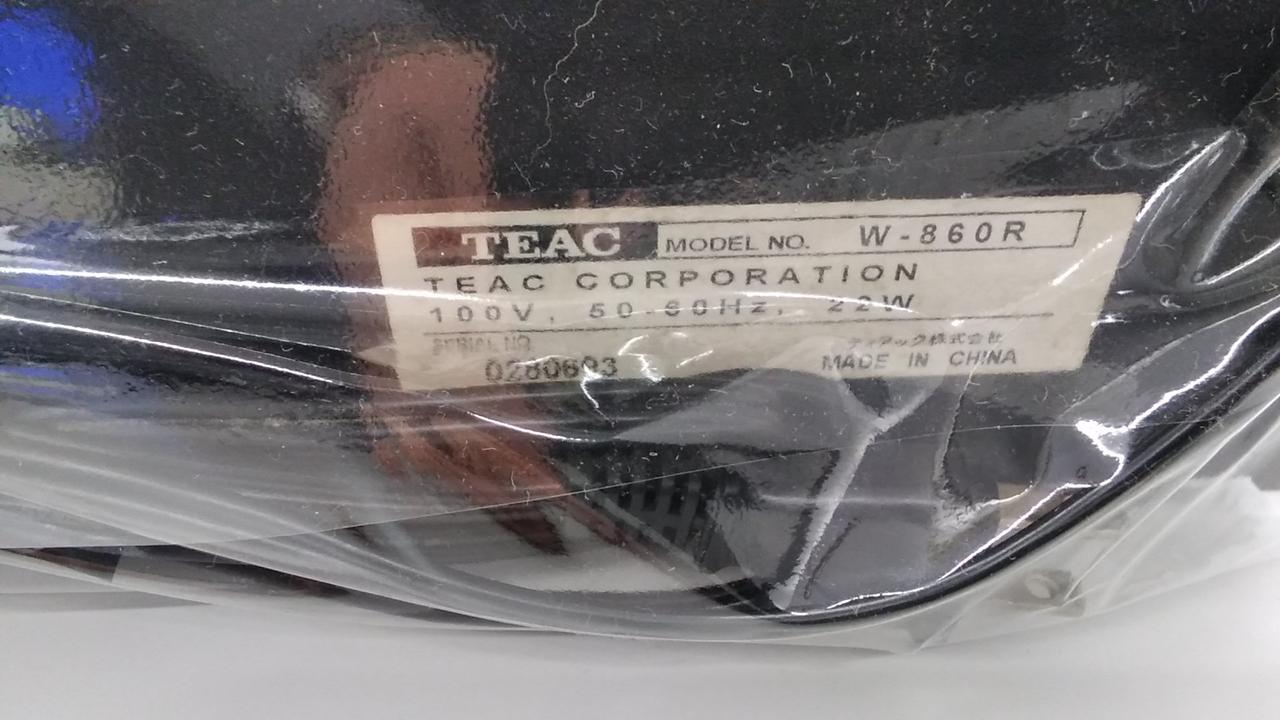 TEAC MODEL NO. W-860R
TEAC CORPORATION
100V, 50-60Hz, 22W
SERIAL NO.
ティアック株式会社
MADE IN CHINA